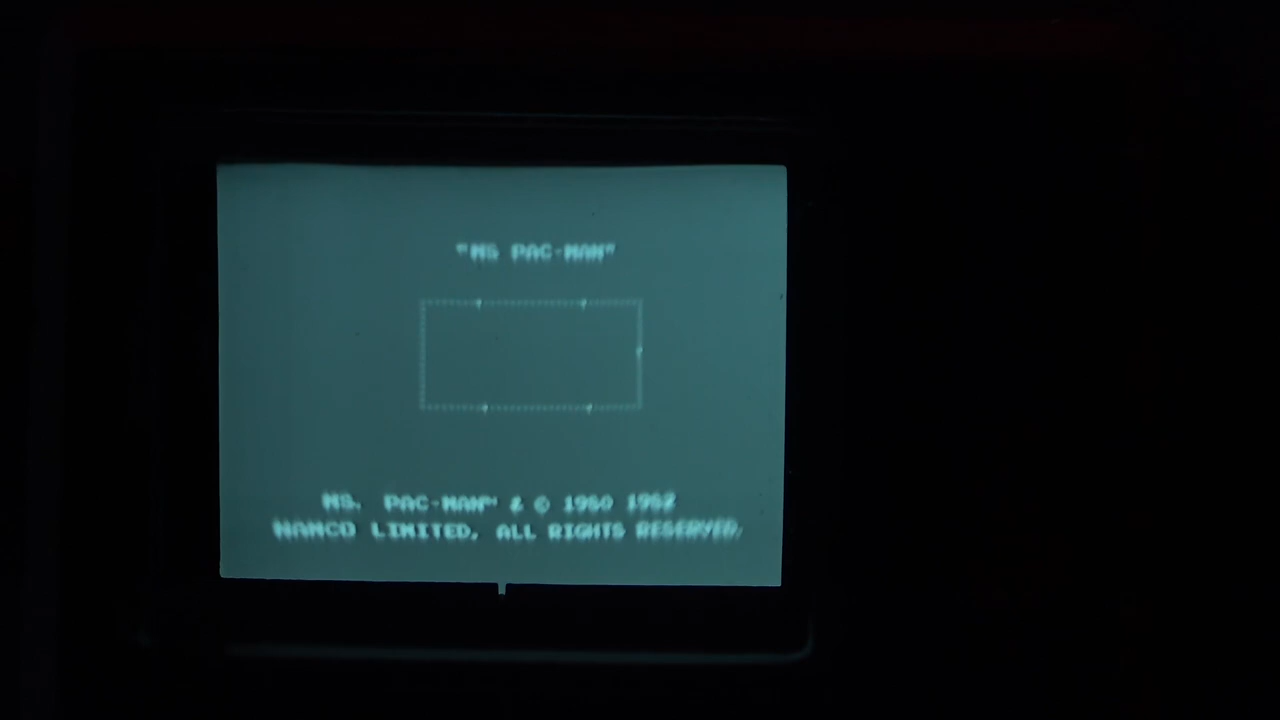 "MS PAC-MAN"
MS. PAC-MAN™ & © 1980 1982
NAMCO LIMITED, ALL RIGHTS RESERVED.